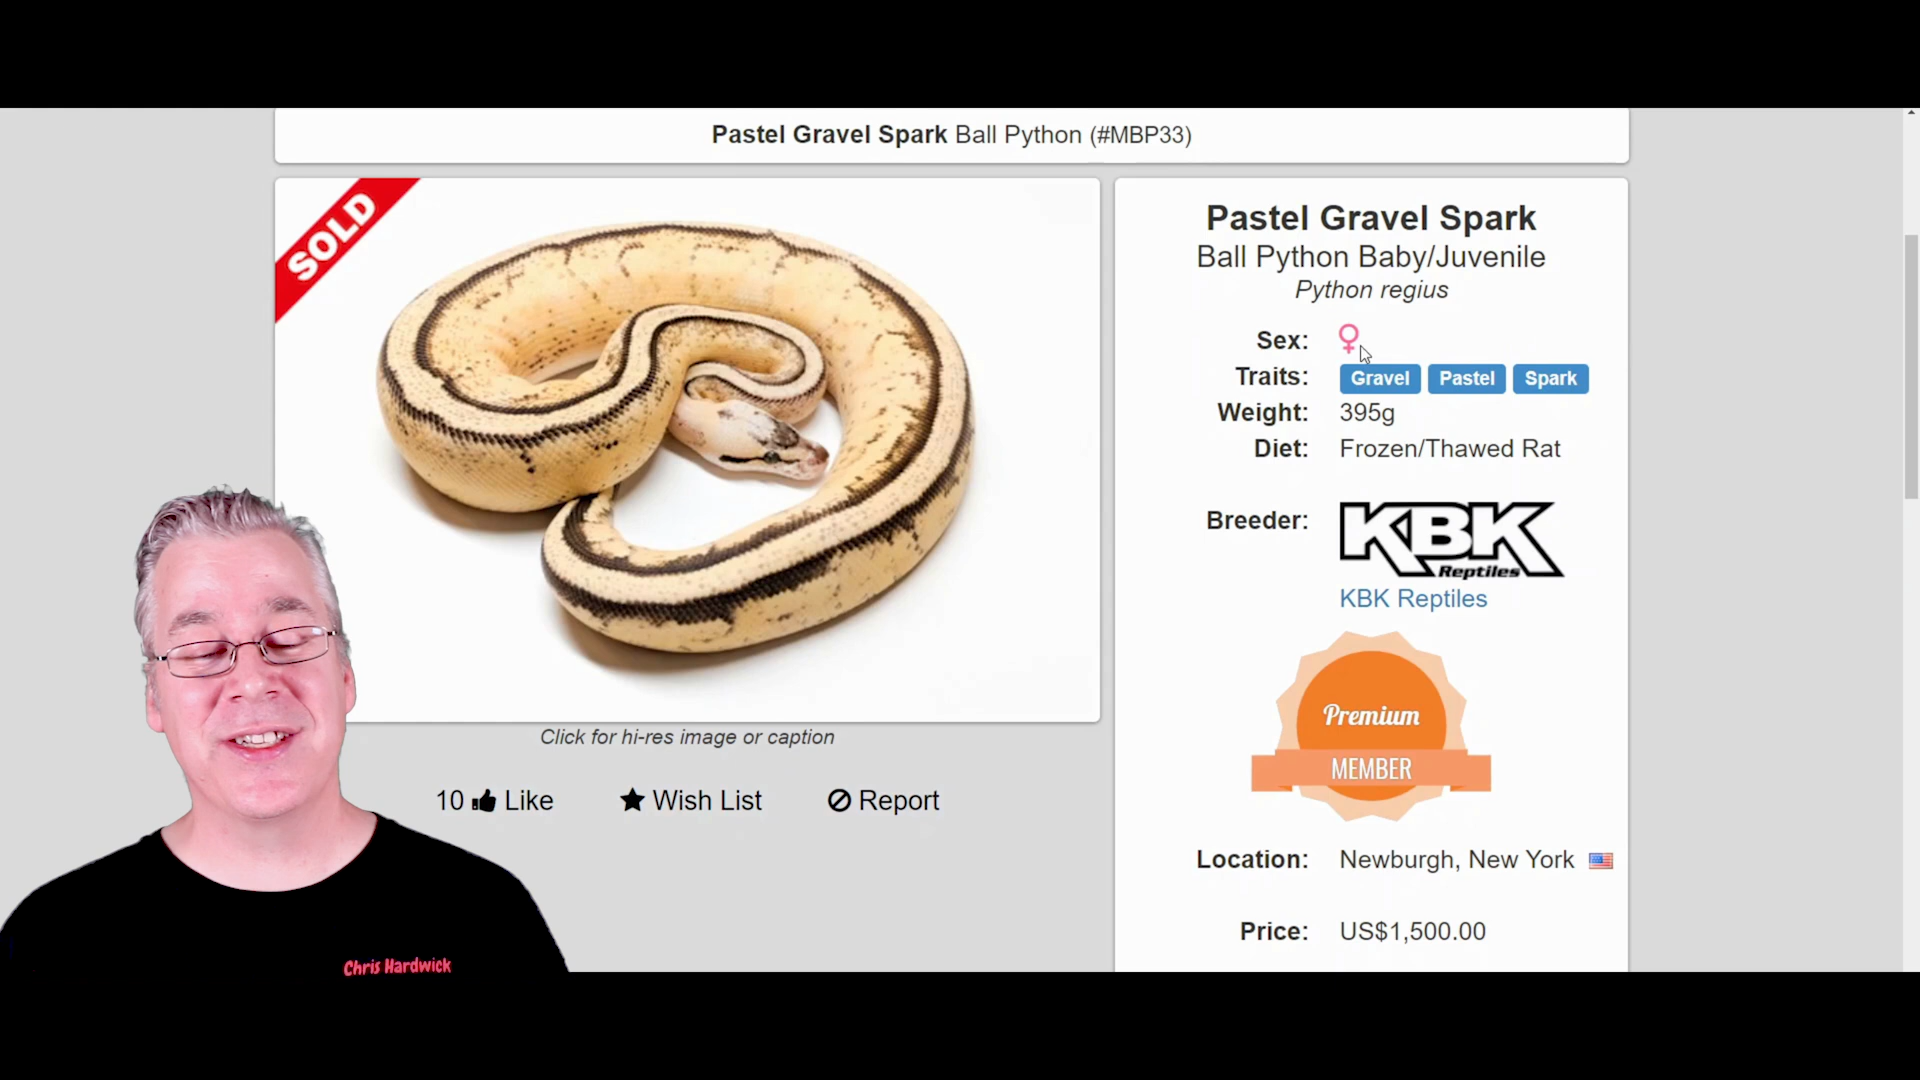 Pastel Gravel Spark Ball Python (#MBP33)
SOLD
Pastel Gravel Spark
Ball Python Baby/Juvenile
Python regius
Sex: ♀
Traits: Gravel Pastel Spark
Weight: 395g
Diet: Frozen/Thawed Rat
Breeder: KBK
Reptiles
KBK Reptiles
Premium
MEMBER
Location: Newburgh, New York
Price: US$1,500.00
Click for hi-res image or caption
10 Like Wish List Report
Chris Hardwick